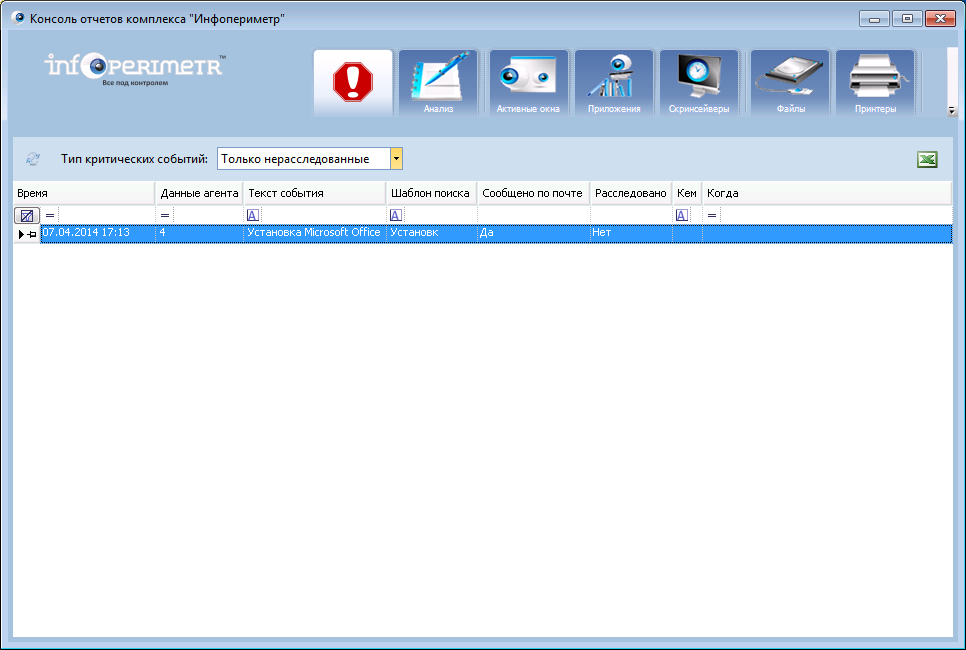 Консоль отчетов комплекса "Инфопериметр"
infOPERIMETR™
Все под контролем
Анализ
Активные окна
Приложения
Скринсейверы
Файлы
Принтеры
Тип критических событий: Только нерасследованные
Время Данные агента Текст события Шаблон поиска Сообщено по почте Расследовано Кем Когда
= = A A A =
07.04.2014 17:13 4 Установка Microsoft Office Установк Да Нет